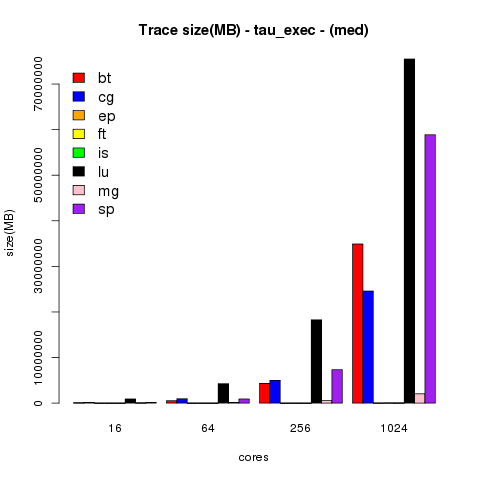 Trace size(MB) - tau_exec - (med)
bt
cg
ep
ft
is
lu
mg
sp
size(MB)
70000000
50000000
30000000
10000000
0
16 64 256 1024
cores